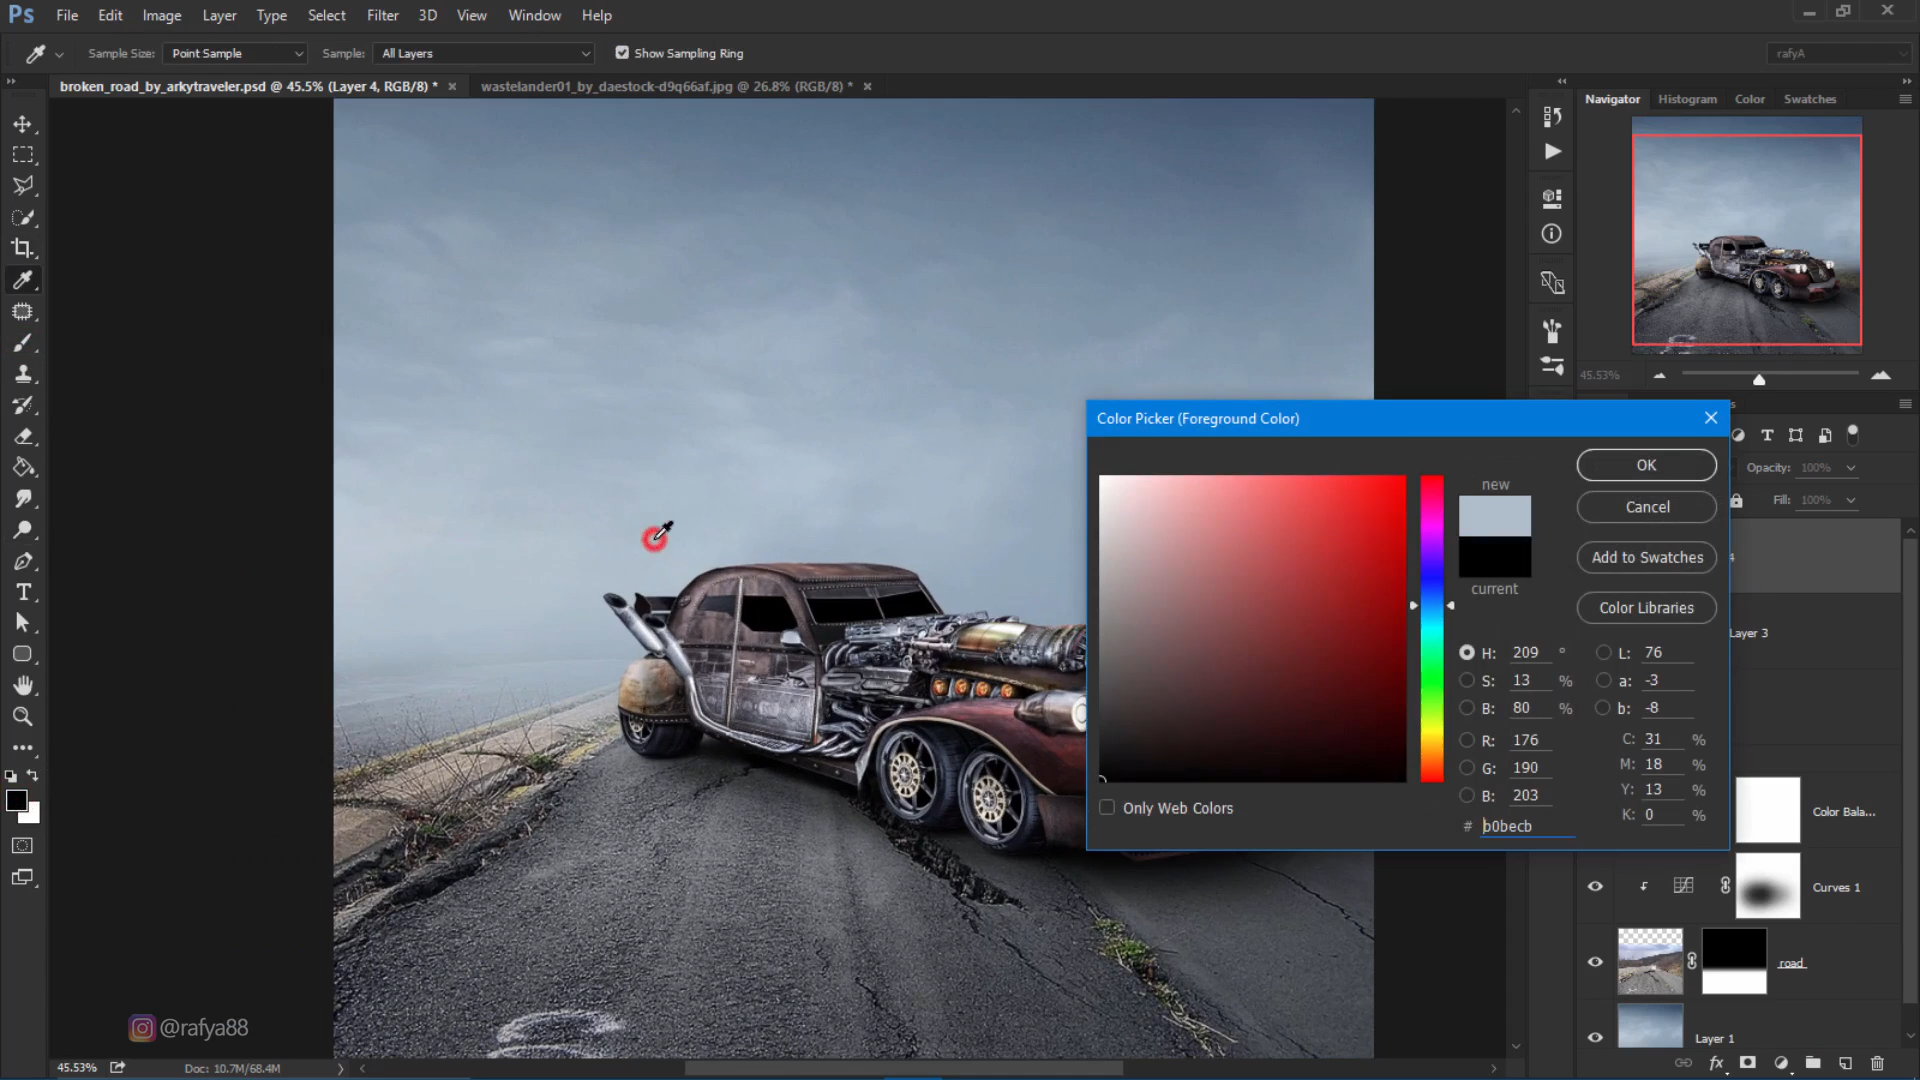 Ps File Edit Image Layer Type Select Filter 3D View Window Help
Sample Size: Point Sample Sample: All Layers Show Sampling Ring rafyA
broken_road_by_arkytraveler.psd @ 45.5% (Layer 4, RGB/8) *
wastelander01_by_daestock-d9q66af.jpg @ 26.8% (RGB/8) *
Navigator Histogram Color Swatches
45.53%
Color Picker (Foreground Color)
OK
Cancel
Add to Swatches
Color Libraries
new
current
H: 209 °
S: 13 %
B: 80 %
R: 176
G: 190
B: 203
# b0becb
L: 76
a: -3
b: -8
C: 31 %
M: 18 %
Y: 13 %
K: 0 %
Only Web Colors
Opacity: 100%
Fill: 100%
4
Layer 3
Color Bala...
Curves 1
road
Layer 1
fx
@rafya88
45.53% Doc: 10.7M/68.4M